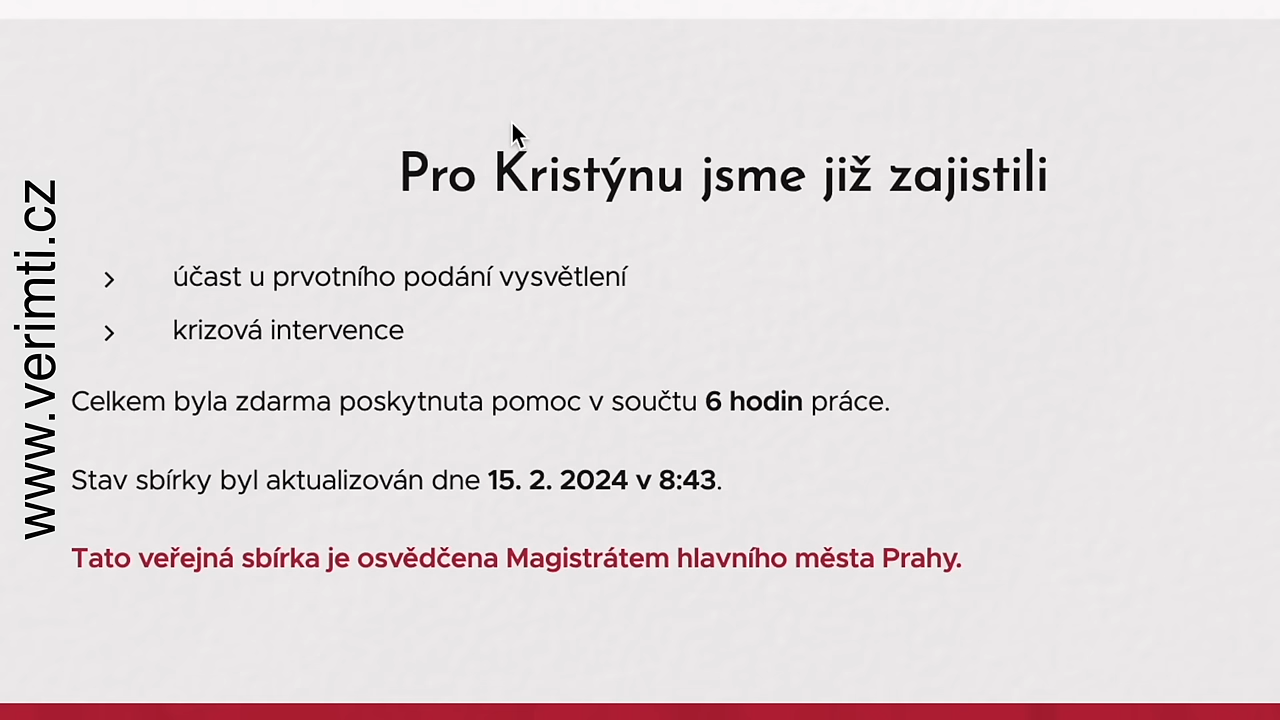 www.verimti.cz
Pro Kristýnu jsme již zajistili
účast u prvotního podání vysvětlení
krizová intervence
Celkem byla zdarma poskytnuta pomoc v součtu 6 hodin práce.
Stav sbírky byl aktualizován dne 15. 2. 2024 v 8:43.
Tato veřejná sbírka je osvědčena Magistrátem hlavního města Prahy.